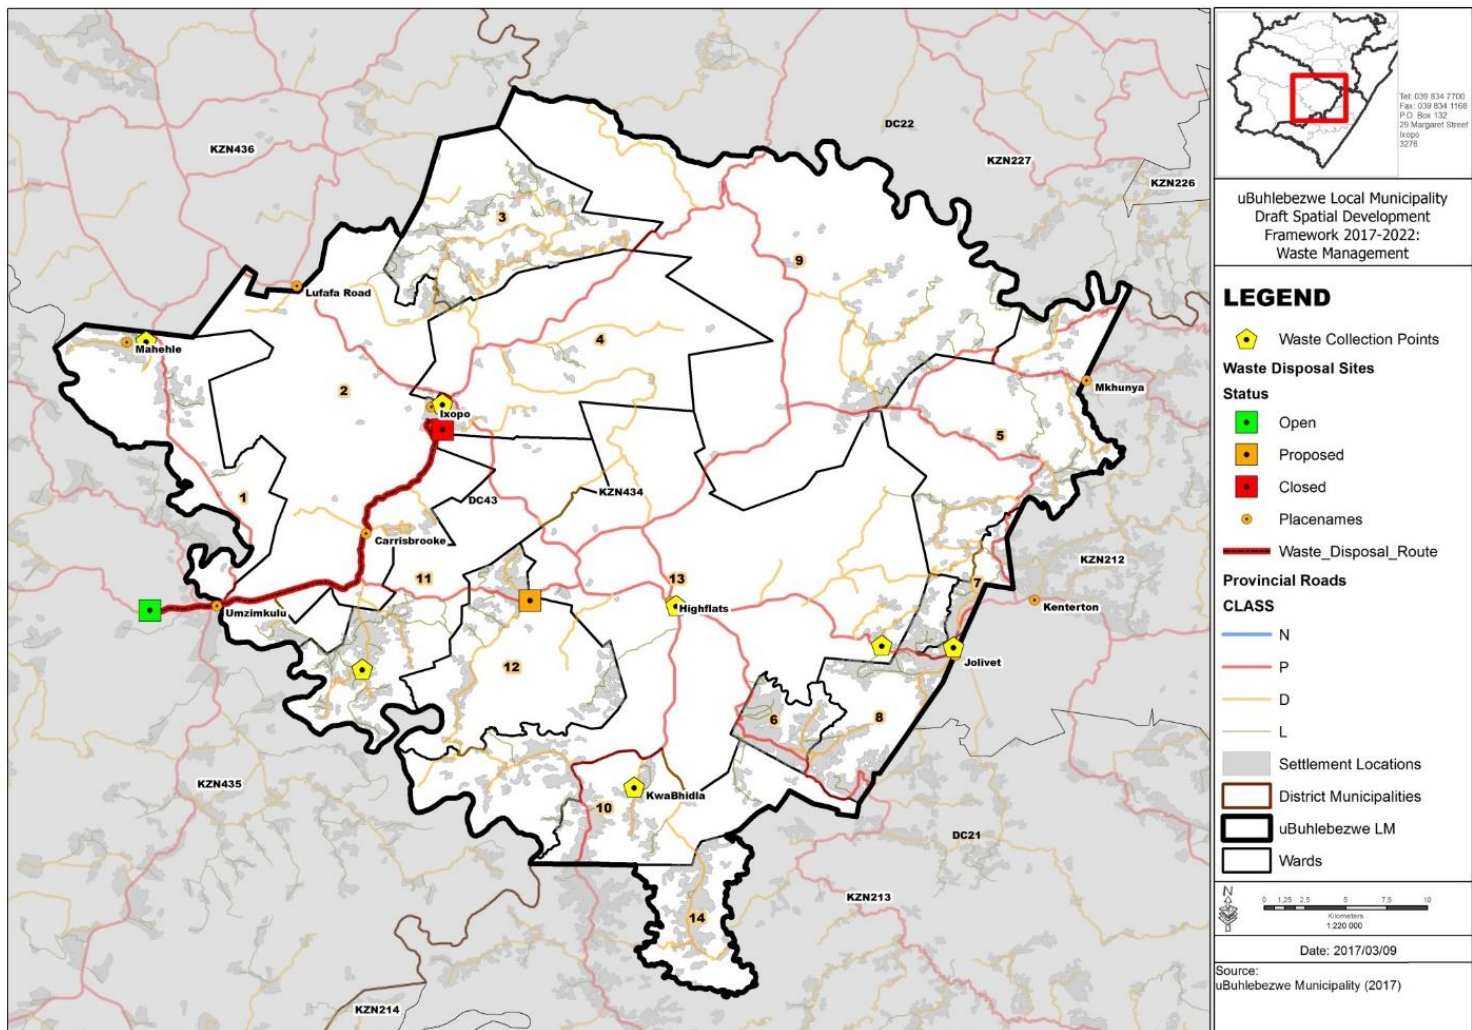 DC22
KZN436
KZN227
KZN226
3
9
Lufafa Road
Mahehle
4
2
Mkhunya
Ixopo
5
1
DC43
KZN434
Carrisbrooke
KZN212
11
13
7
Umzimkulu
Highflats
Kenterton
12
Jolivet
6
8
KZN435
KwaBhidla
10
DC21
KZN213
14
KZN214
Tel: 039 834 7700
Fax: 039 834 1168
P.O. Box 132
29 Margaret Street
Ixopo
3276
uBuhlebezwe Local Municipality
Draft Spatial Development
Framework 2017-2022:
Waste Management
LEGEND
Waste Collection Points
Waste Disposal Sites
Status
Open
Proposed
Closed
Placenames
Waste_Disposal_Route
Provincial Roads
CLASS
N
P
D
L
Settlement Locations
District Municipalities
uBuhlebezwe LM
Wards
N
0 1,25 2,5 5 7,5 10
Kilometers
1:220 000
Date: 2017/03/09
Source:
uBuhlebezwe Municipality (2017)